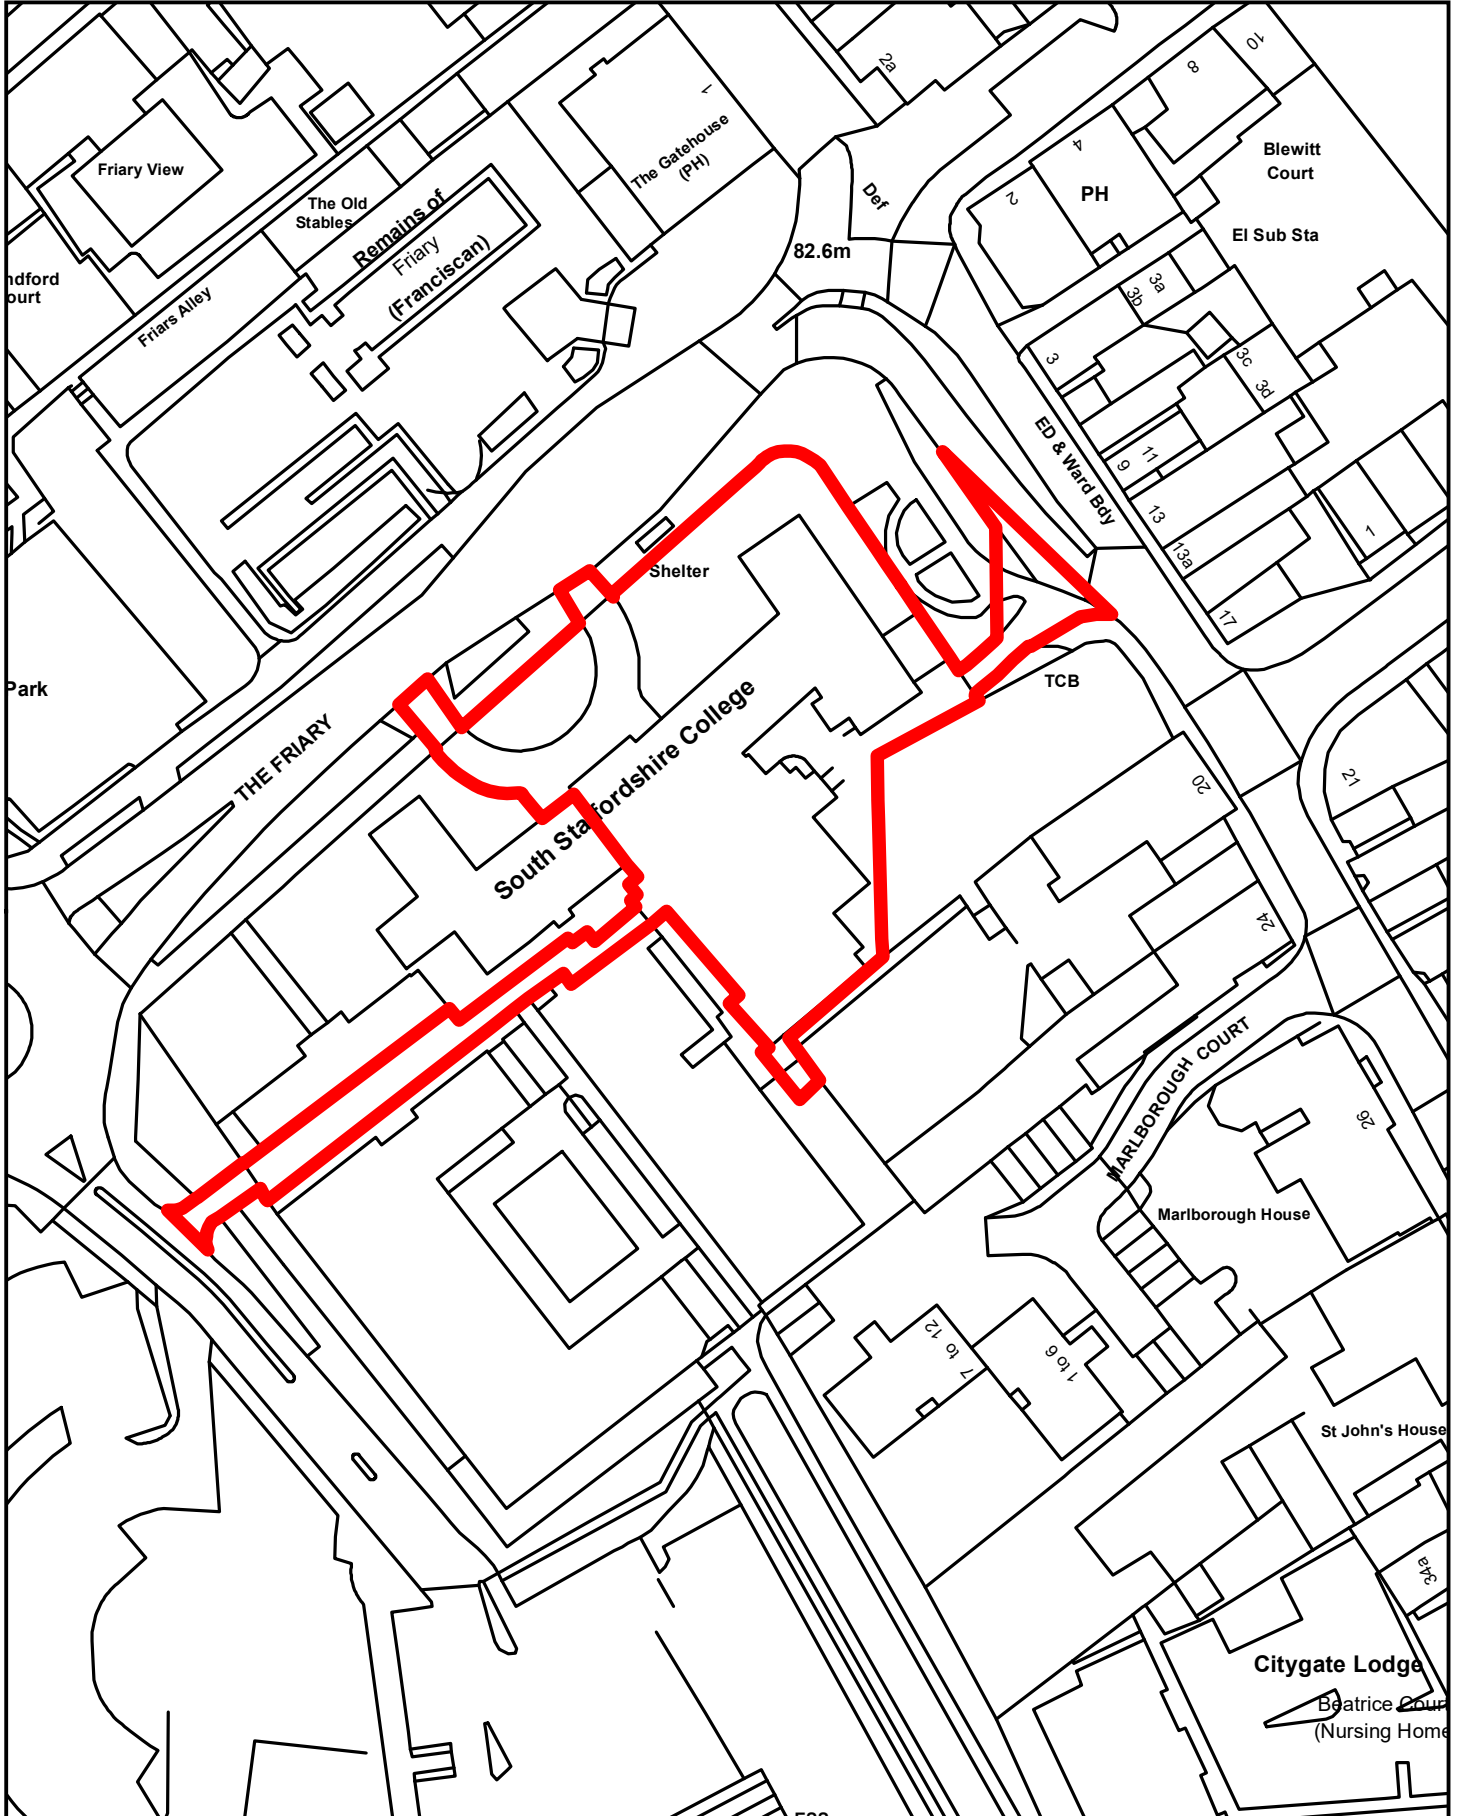 10
8
2a
1
The Gatehouse
(PH)
4
Blewitt
Court
Friary View
Def
2
PH
The Old
Stables
Remains of
Friary
(Franciscan)
El Sub Sta
82.6m
3a
3b
ndford
ourt
Friars Alley
3
3c
3d
ED & Ward Bdy
11
9
13
1
13a
Shelter
17
Park
TCB
THE FRIARY
South Staffordshire College
20
21
24
MARLBOROUGH COURT
26
Marlborough House
7 to 12
1 to 6
St John's House
34a
Citygate Lodge
Beatrice Cour
(Nursing Home